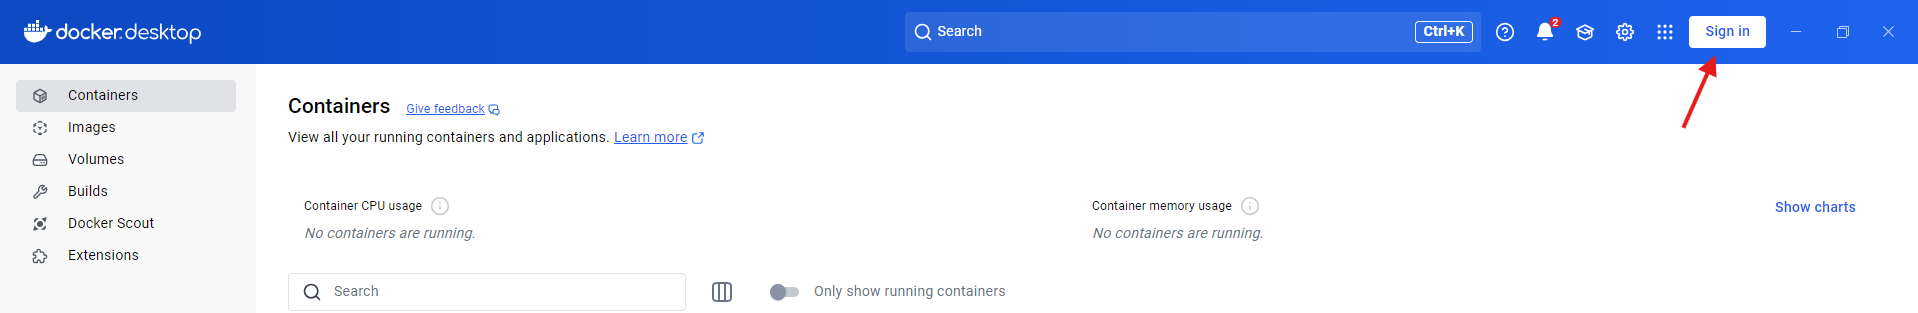 docker.desktop
Search Ctrl+K
2
Sign in
Containers
Images
Volumes
Builds
Docker Scout
Extensions
Containers Give feedback
View all your running containers and applications. Learn more
Container CPU usage
No containers are running.
Container memory usage
No containers are running.
Show charts
Search
Only show running containers